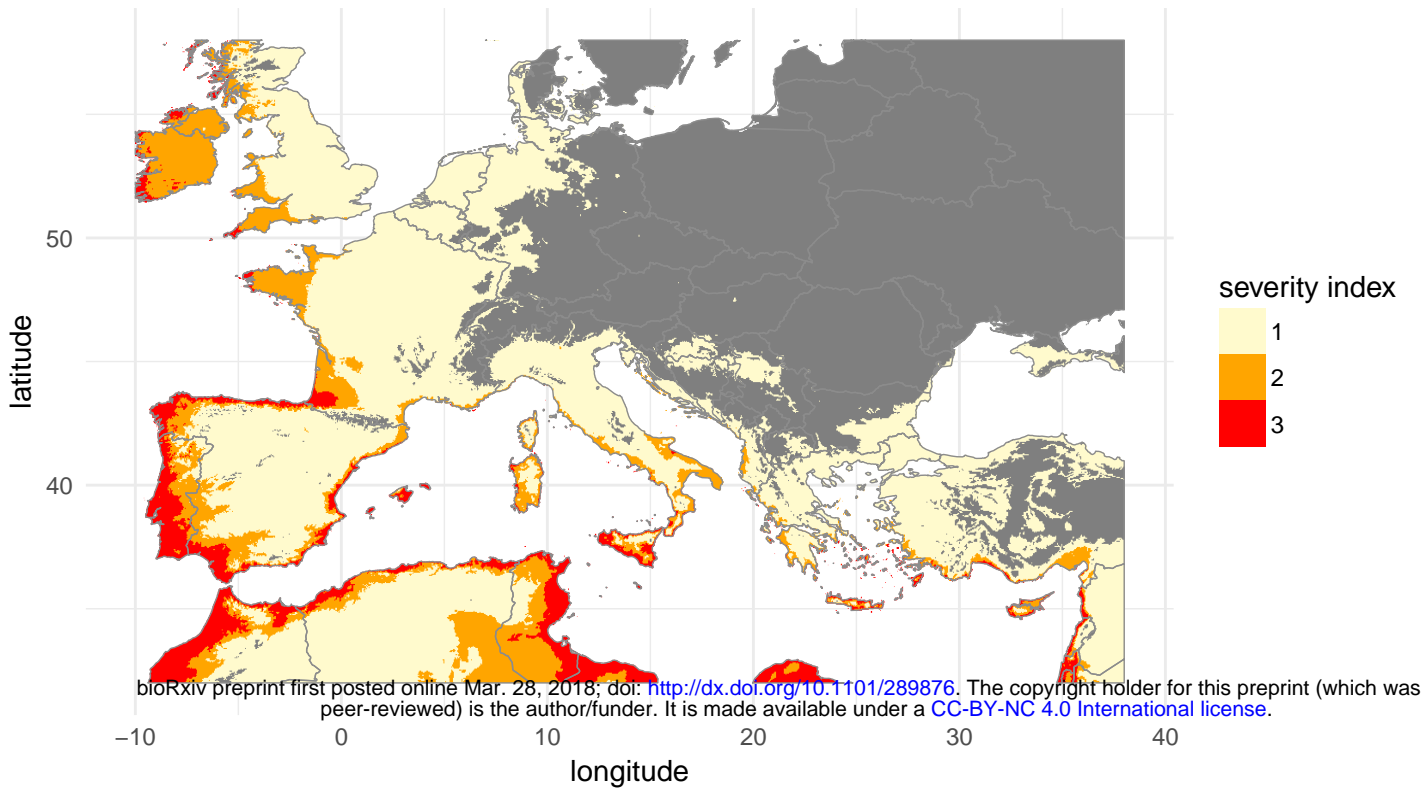 50
40
latitude
severity index
1
2
3
bioRxiv preprint first posted online Mar. 28, 2018; doi: http://dx.doi.org/10.1101/289876. The copyright holder for this preprint (which was
peer-reviewed) is the author/funder. It is made available under a CC-BY-NC 4.0 International license.
−10 0 10 20 30 40
longitude